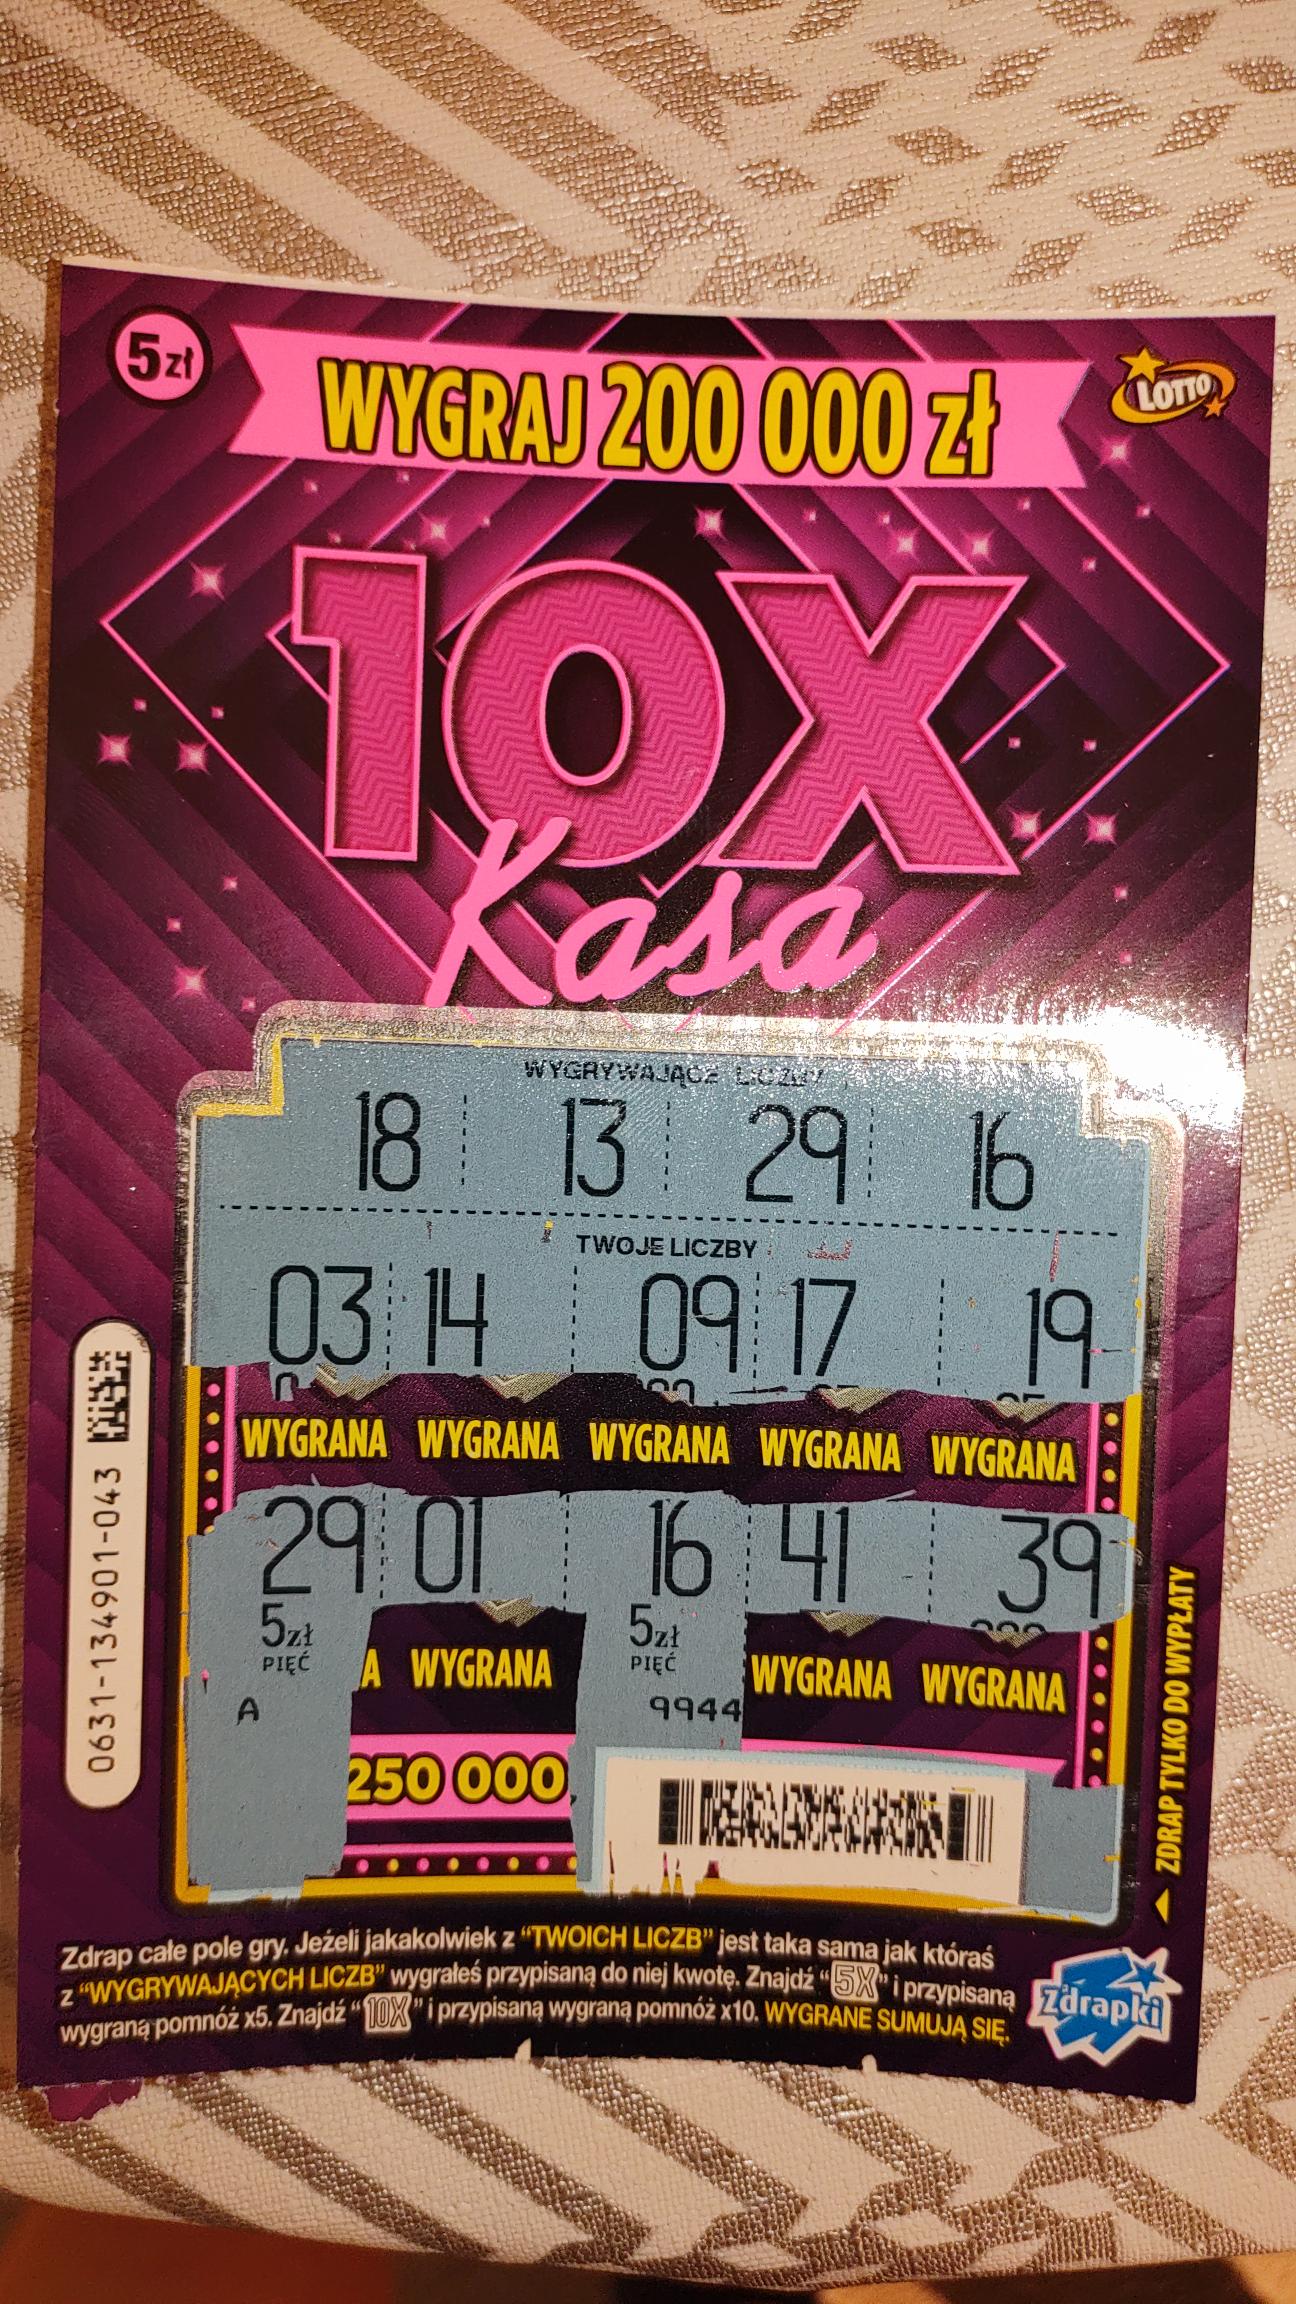 5 zł
WYGRAJ 200 000 zł
LOTTO
10X
Kasa
WYGRYWAJĄCE LICZBY
18 13 29 16
TWOJE LICZBY
03 14 09 17 19
WYGRANA WYGRANA WYGRANA WYGRANA WYGRANA
29 01 16 41 39
5zł 5zł
PIĘĆ PIĘĆ
A WYGRANA WYGRANA WYGRANA
A 9944
250 000
0631-134901-043
ZDRAP TYLKO DO WYPŁATY
Zdrap całe pole gry. Jeżeli jakakolwiek z "TWOICH LICZB" jest taka sama jak któraś
z "WYGRYWAJĄCYCH LICZB" wygrałeś przypisaną do niej kwotę. Znajdź "5X" i przypisaną
wygraną pomnóż x5. Znajdź "10X" i przypisaną wygraną pomnóż x10. WYGRANE SUMUJĄ SIĘ.
Zdrapki